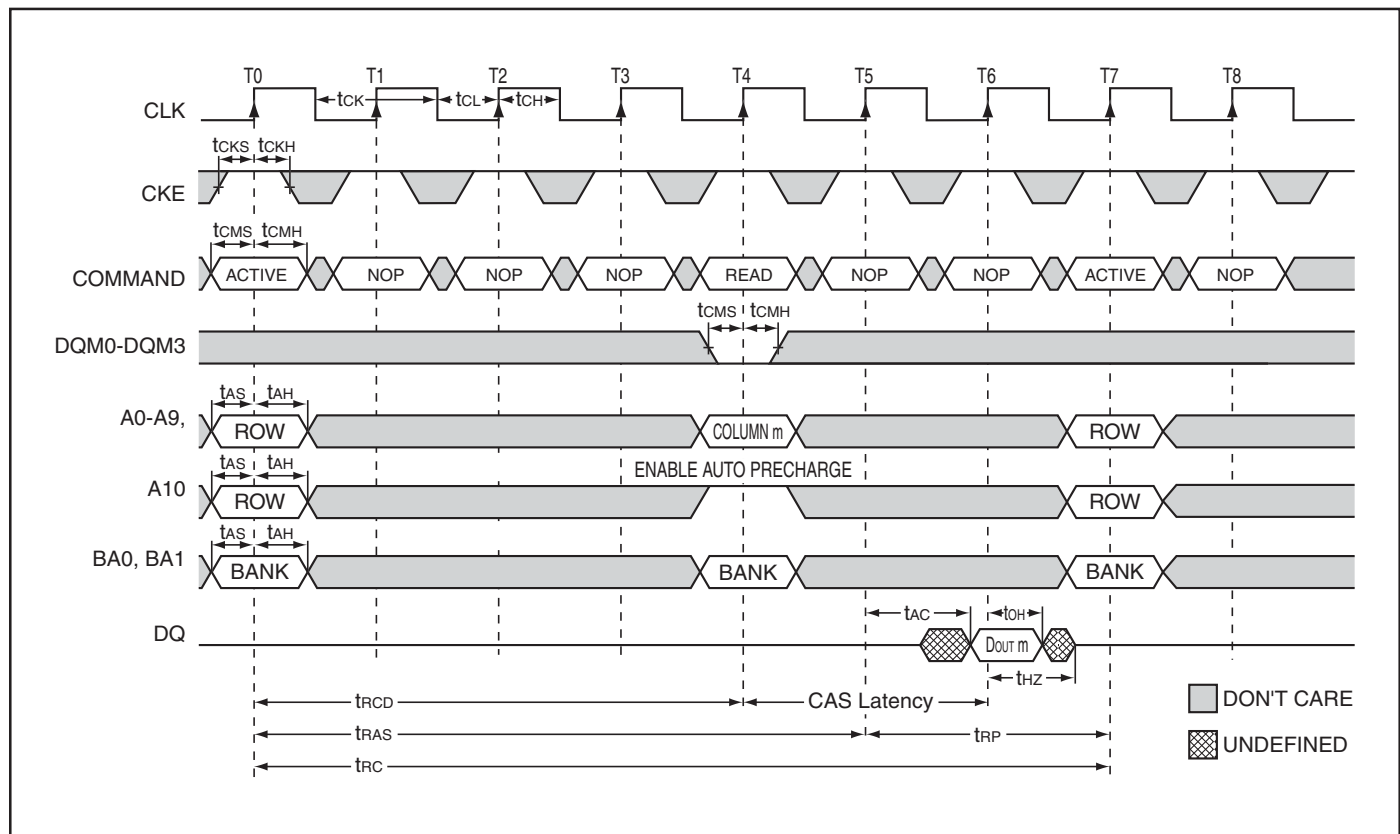 T0 T1 T2 T3 T4 T5 T6 T7 T8
CLK
tCK tCL tCH
tCKS tCKH
CKE
tCMS tCMH
COMMAND
ACTIVE NOP NOP NOP READ NOP NOP ACTIVE NOP
tCMS tCMH
DQM0-DQM3
tAS tAH
A0-A9,
ROW COLUMN m ROW
tAS tAH
ENABLE AUTO PRECHARGE
A10
ROW ROW
tAS tAH
BA0, BA1
BANK BANK BANK
tAC tOH
DQ
DOUT m
tHZ
tRCD CAS Latency
DON'T CARE
tRAS tRP
UNDEFINED
tRC